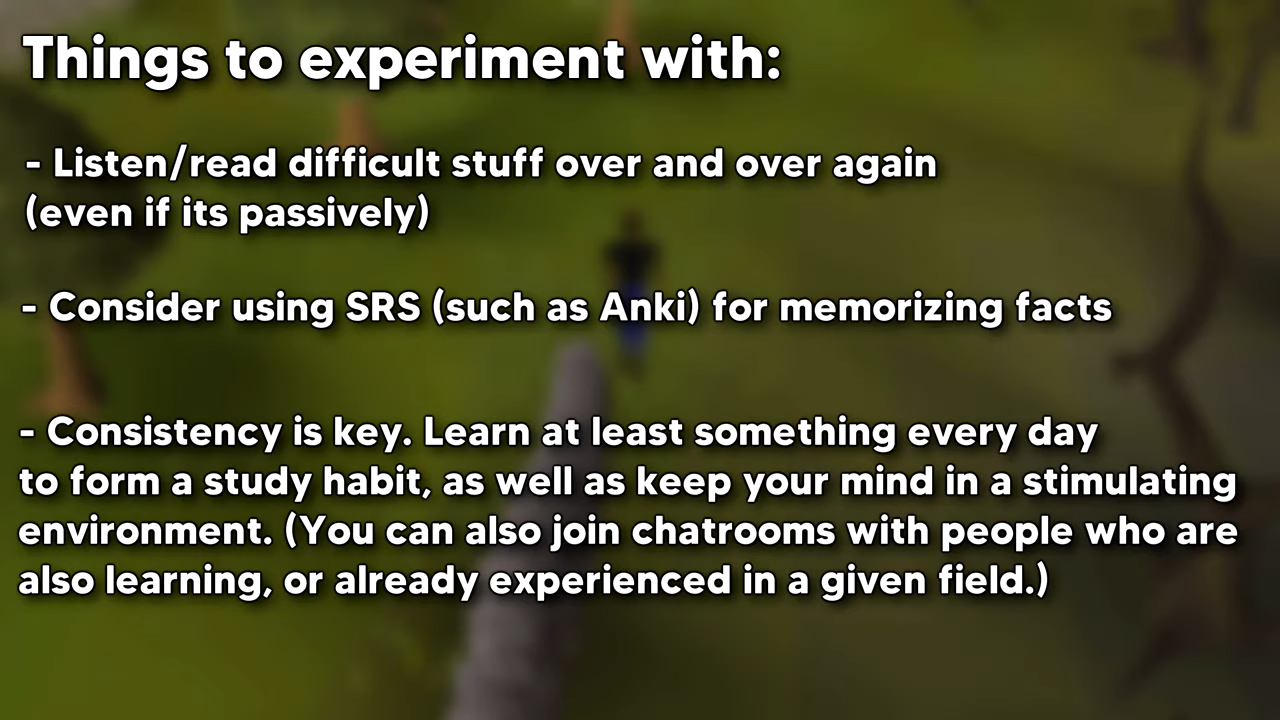 Things to experiment with:
- Listen/read difficult stuff over and over again
(even if its passively)
- Consider using SRS (such as Anki) for memorizing facts
- Consistency is key. Learn at least something every day
to form a study habit, as well as keep your mind in a stimulating
environment. (You can also join chatrooms with people who are
also learning, or already experienced in a given field.)